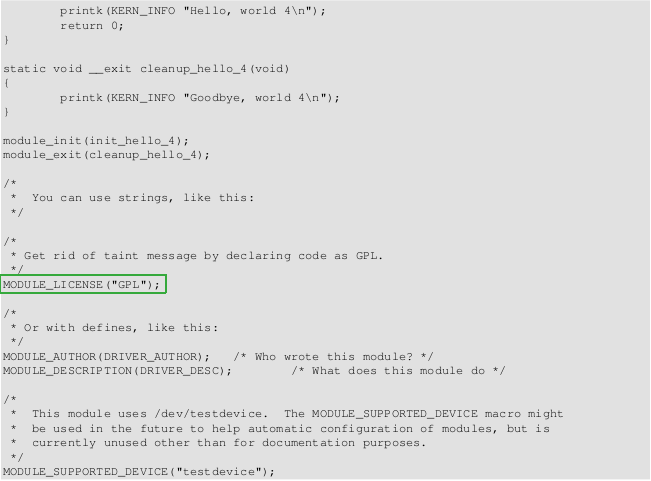 printk(KERN_INFO "Hello, world 4\n");
return 0;
}
static void __exit cleanup_hello_4(void)
{
printk(KERN_INFO "Goodbye, world 4\n");
}
module_init(init_hello_4);
module_exit(cleanup_hello_4);
/*
*  You can use strings, like this:
*/
/*
* Get rid of taint message by declaring code as GPL.
*/
MODULE_LICENSE("GPL");
/*
* Or with defines, like this:
*/
MODULE_AUTHOR(DRIVER_AUTHOR);   /* Who wrote this module? */
MODULE_DESCRIPTION(DRIVER_DESC);        /* What does this module do */
/*
*  This module uses /dev/testdevice.  The MODULE_SUPPORTED_DEVICE macro might
*  be used in the future to help automatic configuration of modules, but is
*  currently unused other than for documentation purposes.
*/
MODULE_SUPPORTED_DEVICE("testdevice");